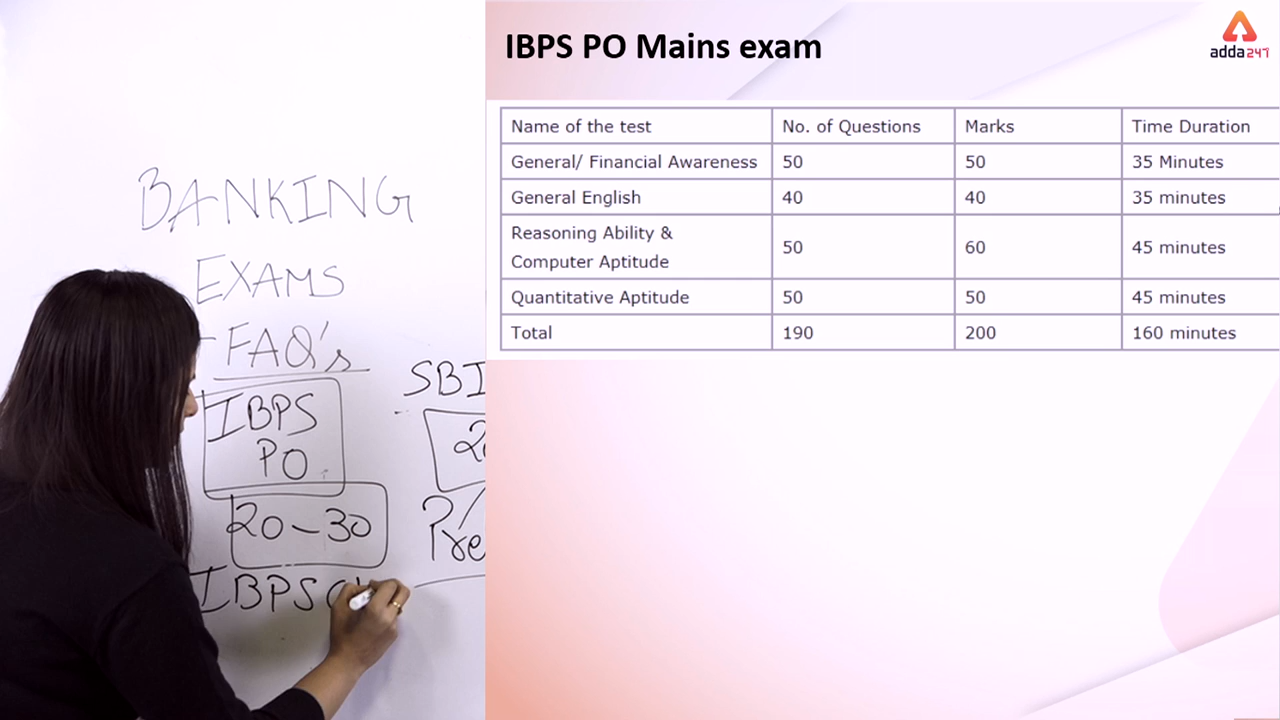 BANKING
EXAMS
FAQ's
IBPS
PO
20-30
IBPS
SBI
Pre
IBPS PO Mains exam
adda247
Name of the test No. of Questions Marks Time Duration
General/ Financial Awareness 50 50 35 Minutes
General English 40 40 35 minutes
Reasoning Ability &
Computer Aptitude 50 60 45 minutes
Quantitative Aptitude 50 50 45 minutes
Total 190 200 160 minutes